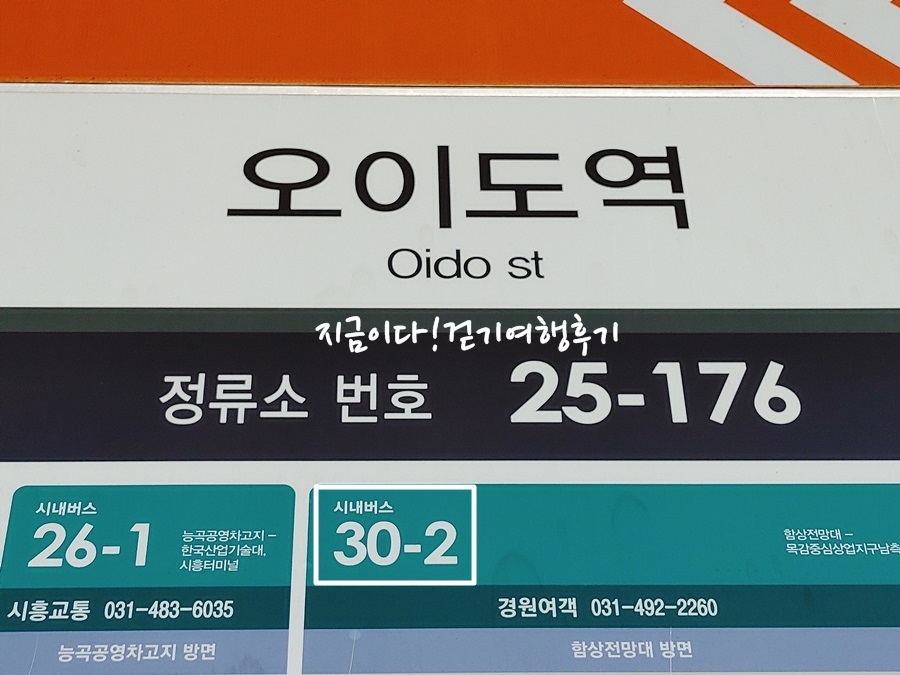 오이도역
Oido st
지금이다!걷기여행후기
정류소 번호 25-176
시내버스
26-1
능곡공영차고지 –
한국산업기술대,
시흥터미널
시흥교통 031-483-6035
능곡공영차고지 방면
시내버스
30-2
함상전망대 –
목감중심상업지구남측
경원여객 031-492-2260
함상전망대 방면